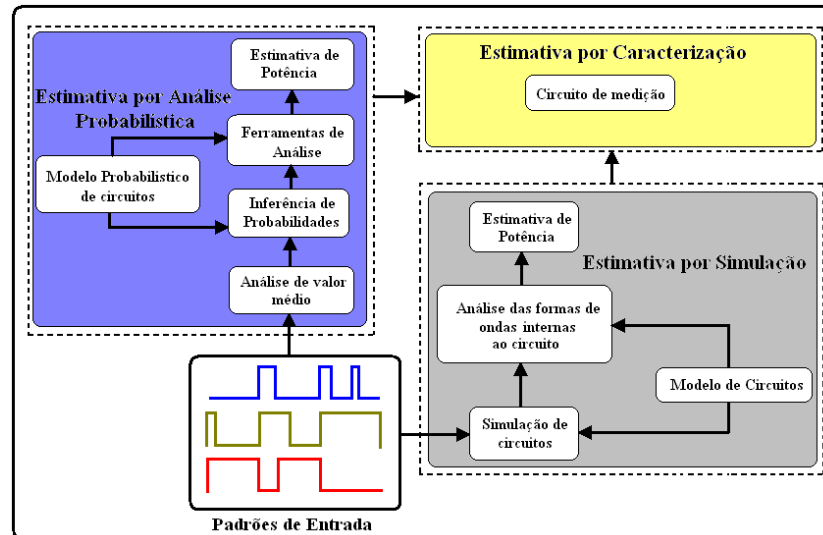 Estimativa de
Potência
Estimativa por Análise
Probabilística
Ferramentas de
Análise
Modelo Probabilistico
de circuitos
Inferência de
Probabilidades
Análise de valor
médio
Estimativa por Caracterização
Circuito de medição
Estimativa de
Potência
Estimativa por Simulação
Análise das formas de
ondas internas
ao circuito
Modelo de Circuitos
Simulação de
circuitos
Padrões de Entrada